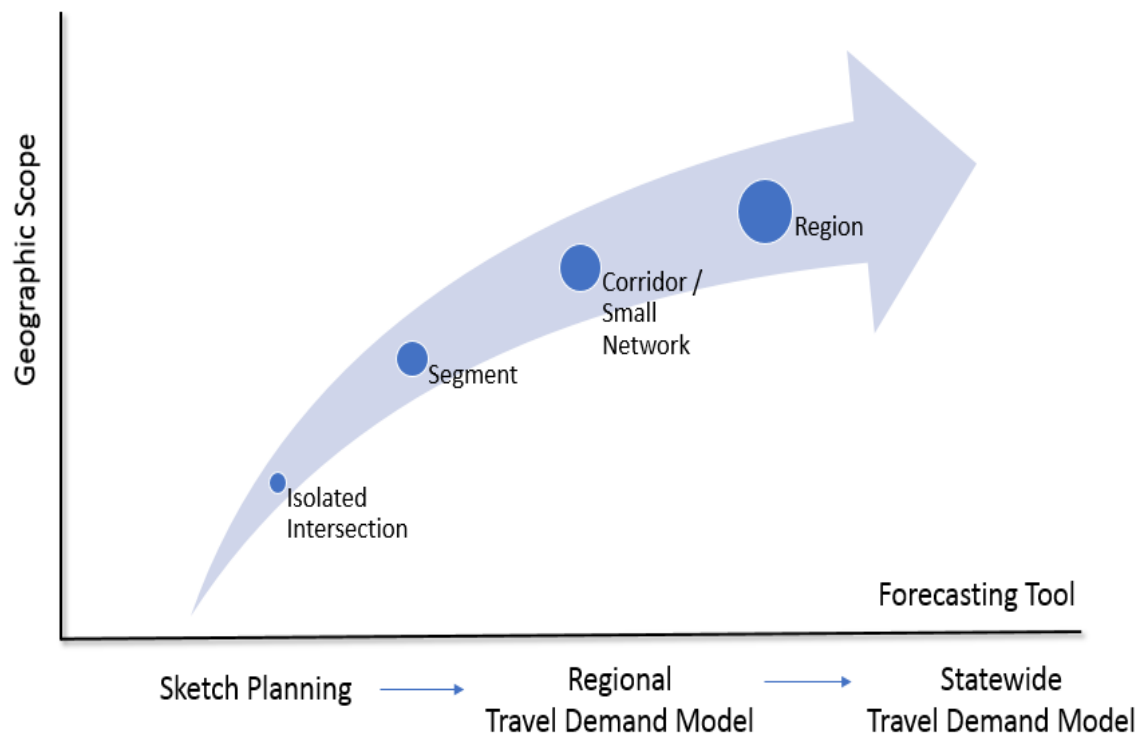 Geographic Scope
Region
Corridor /
Small
Network
Segment
Isolated
Intersection
Forecasting Tool
Sketch Planning
Regional
Travel Demand Model
Statewide
Travel Demand Model